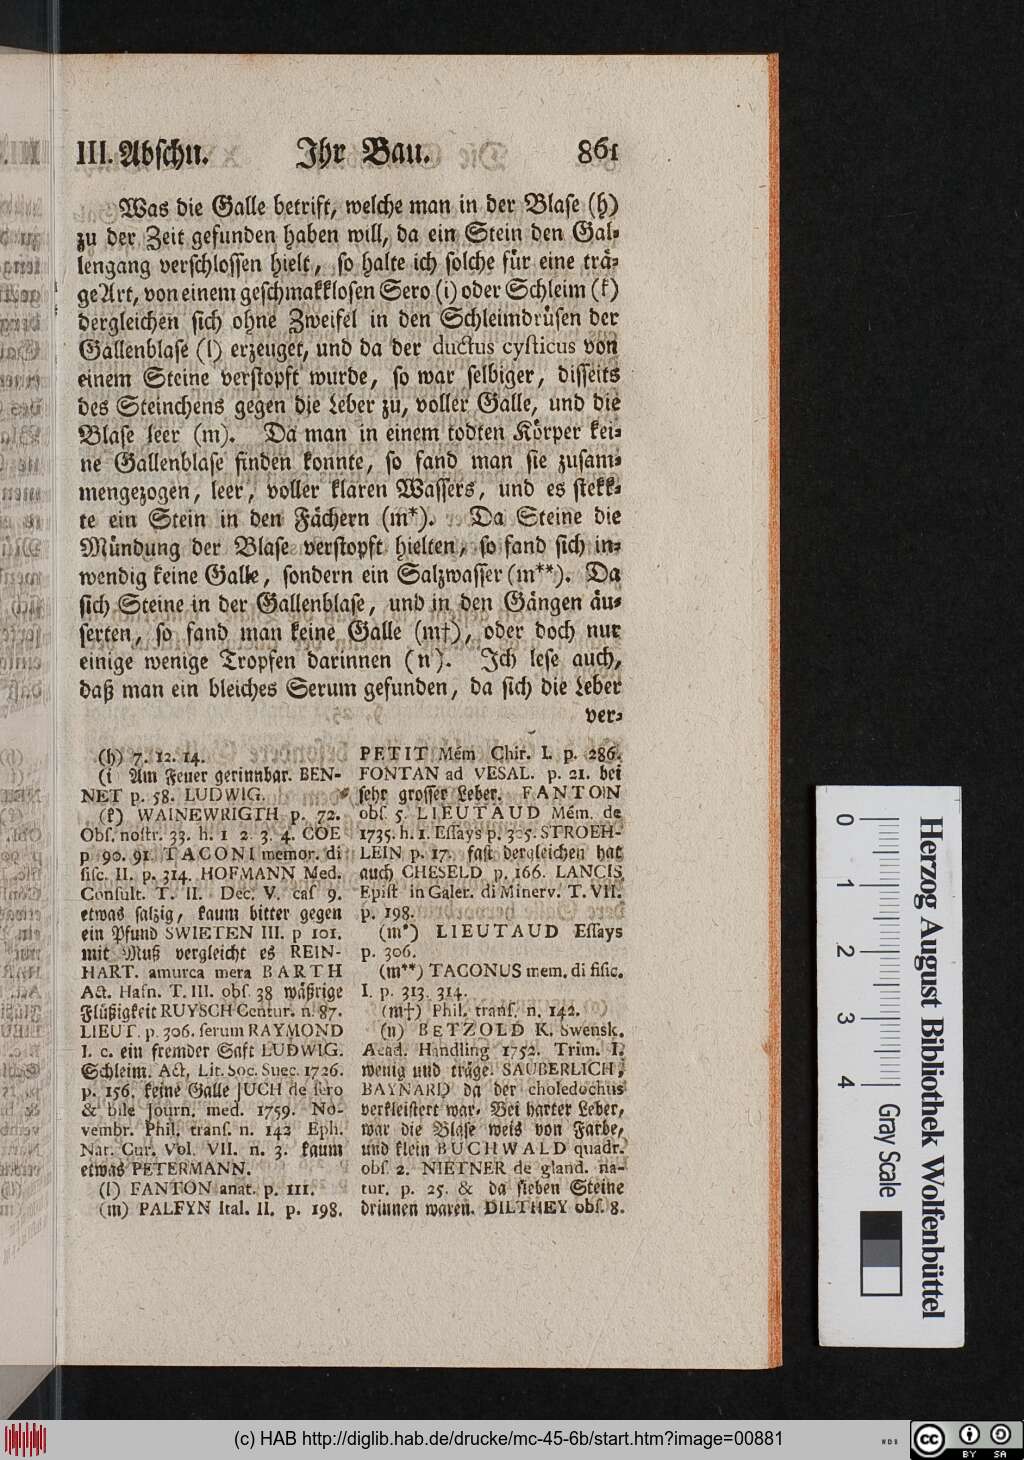 III. Abschn. Ihr Bau. 861
Was die Galle betrift, welche man in der Blase (h)
zu der Zeit gefunden haben will, da ein Stein den Gal-
lengang verschlossen hielt, so halte ich solche für eine trä-
ge Art, von einem geschmakklosen Sero (i) oder Schleim (k)
dergleichen sich ohne Zweifel in den Schleimdrüsen der
Gallenblase (l) erzeuget, und da der ductus cysticus von
einem Steine verstopft wurde, so war selbiger, disseits
des Steinchens gegen die Leber zu, voller Galle, und die
Blase leer (m). Da man in einem todten Körper kei-
ne Gallenblase finden konnte, so fand man sie zusam-
mengezogen, leer, voller klaren Wassers, und es stekk-
te ein Stein in den Fächern (m*). Da Steine die
Mündung der Blase verstopft hielten, so fand sich in-
wendig keine Galle, sondern ein Salzwasser (m**). Da
sich Steine in der Gallenblase, und in den Gängen äu-
serten, so fand man keine Galle (m†), oder doch nur
einige wenige Tropfen darinnen (n). Ich lese auch,
daß man ein bleiches Serum gefunden, da sich die Leber
ver-
(h) 7. 12. 14.
(i Am Feuer gerinnbar. BEN-
NET p. 58. LUDWIG.
(k) WAINEWRIGTH p. 72.
Obs. nostr. 33. h. 1 2. 3. 4. COE
p 90. 91. TACONI memor. di
fisic. II. p. 314. HOFMANN Med.
Consult. T. II. Dec. V. cas 9.
etwas salzig, kaum bitter gegen
ein Pfund SWIETEN III. p 101.
mit Muß vergleicht es REIN-
HART. amurca mera BARTH
Act. Hafn. T. III. obs 38 wäßrige
Flüßigkeit RUYSCH Centur. n. 87.
LIEUT. p. 306. serum RAYMOND
l. c. ein fremder Saft LUDWIG.
Schleim. Act, Lit. Soc. Suec. 1726.
p. 156. keine Galle JUCH de sero
& bile Journ. med. 1759. No-
vembr. Phil. trans. n. 142 Eph.
Nat. Cur. Vol. VII. n. 3. kaum
etwas PETERMANN.
(l) FANTON anat. p. 111.
(m) PALFYN Ital. II. p. 198.
PETIT Mém Chir. I. p. 286.
FONTAN ad VESAL. p. 21. bei
sehr grosser Leber. FANTON
obs. 5. LIEUTAUD Mém. de
1735. h. 1. Essays p. 305. STROEH-
LEIN p. 17. fast dergleichen hat
auch CHESELD p. 166. LANCIS
Epist in Galer. di Minerv. T. VII.
p. 198.
(m*) LIEUTAUD Essays
p. 306.
(m**) TACONUS mem. di fisic.
I. p. 313. 314.
(m†) Phil. trans. n. 142.
(n) BETZOLD K. Swensk.
Acad. Handling 1752. Trim. I.
wenig und träge. SAUBERLICH,
BAYNARD da der choledochus
verkleistert war. Bei harter Leber,
war die Blase weis von Farbe,
und klein BUCHWALD quadr.
obs. 2. NIETNER de gland. na-
tur. p. 25. & da sieben Steine
drinnen waren. DILTHEY obs. 8.
0 1 2 3 4 Gray Scale
Herzog August Bibliothek Wolfenbüttel
(c) HAB http://diglib.hab.de/drucke/mc-45-6b/start.htm?image=00881
cc BY SA